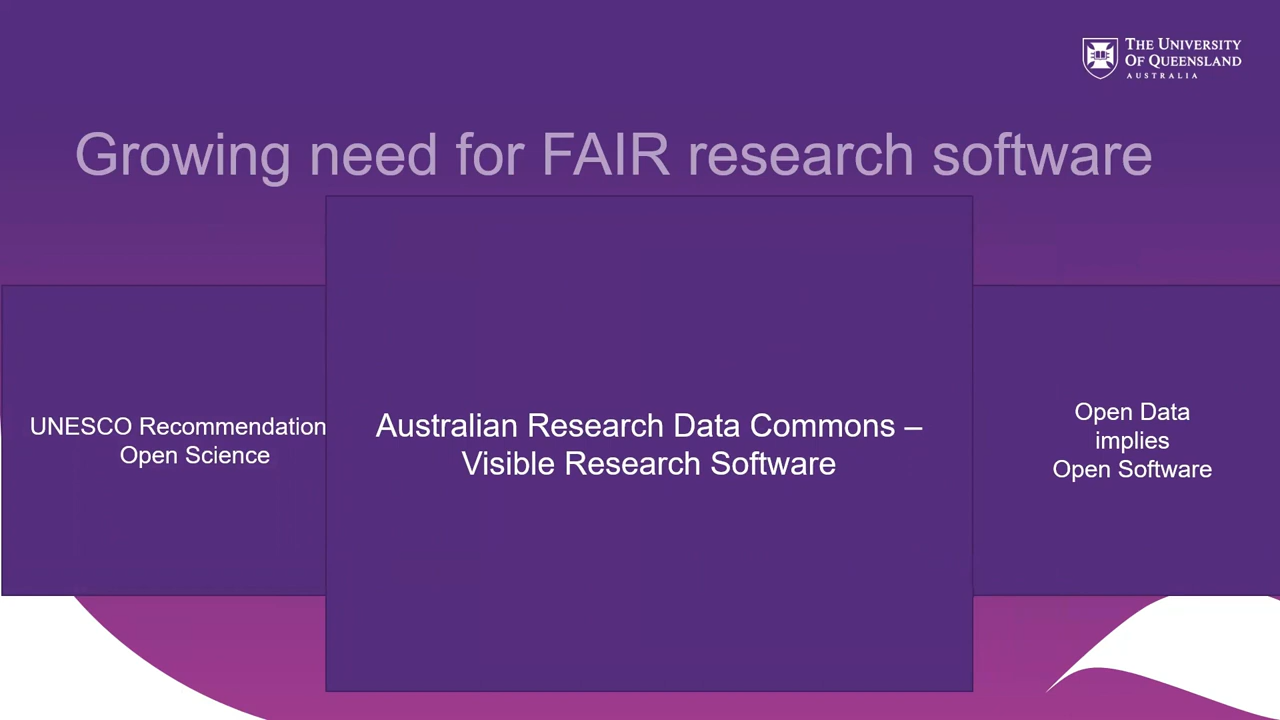 THE UNIVERSITY
OF QUEENSLAND
AUSTRALIA
Growing need for FAIR research software
UNESCO Recommendation
Open Science
Australian Research Data Commons –
Visible Research Software
Open Data
implies
Open Software